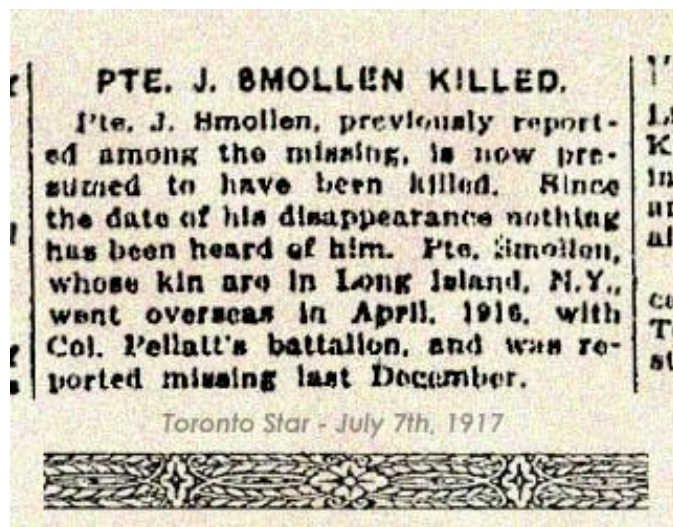 PTE. J. SMOLLEN KILLED.
Pte. J. Smollen, previously report-
ed among the missing, is now pre-
sumed to have been killed. Since
the date of his disappearance nothing
has been heard of him. Pte. Smollen,
whose kin are in Long Island, N.Y.,
went overseas in April, 1916, with
Col. Pellatt's battalion, and was re-
ported missing last December.
Toronto Star - July 7th, 1917